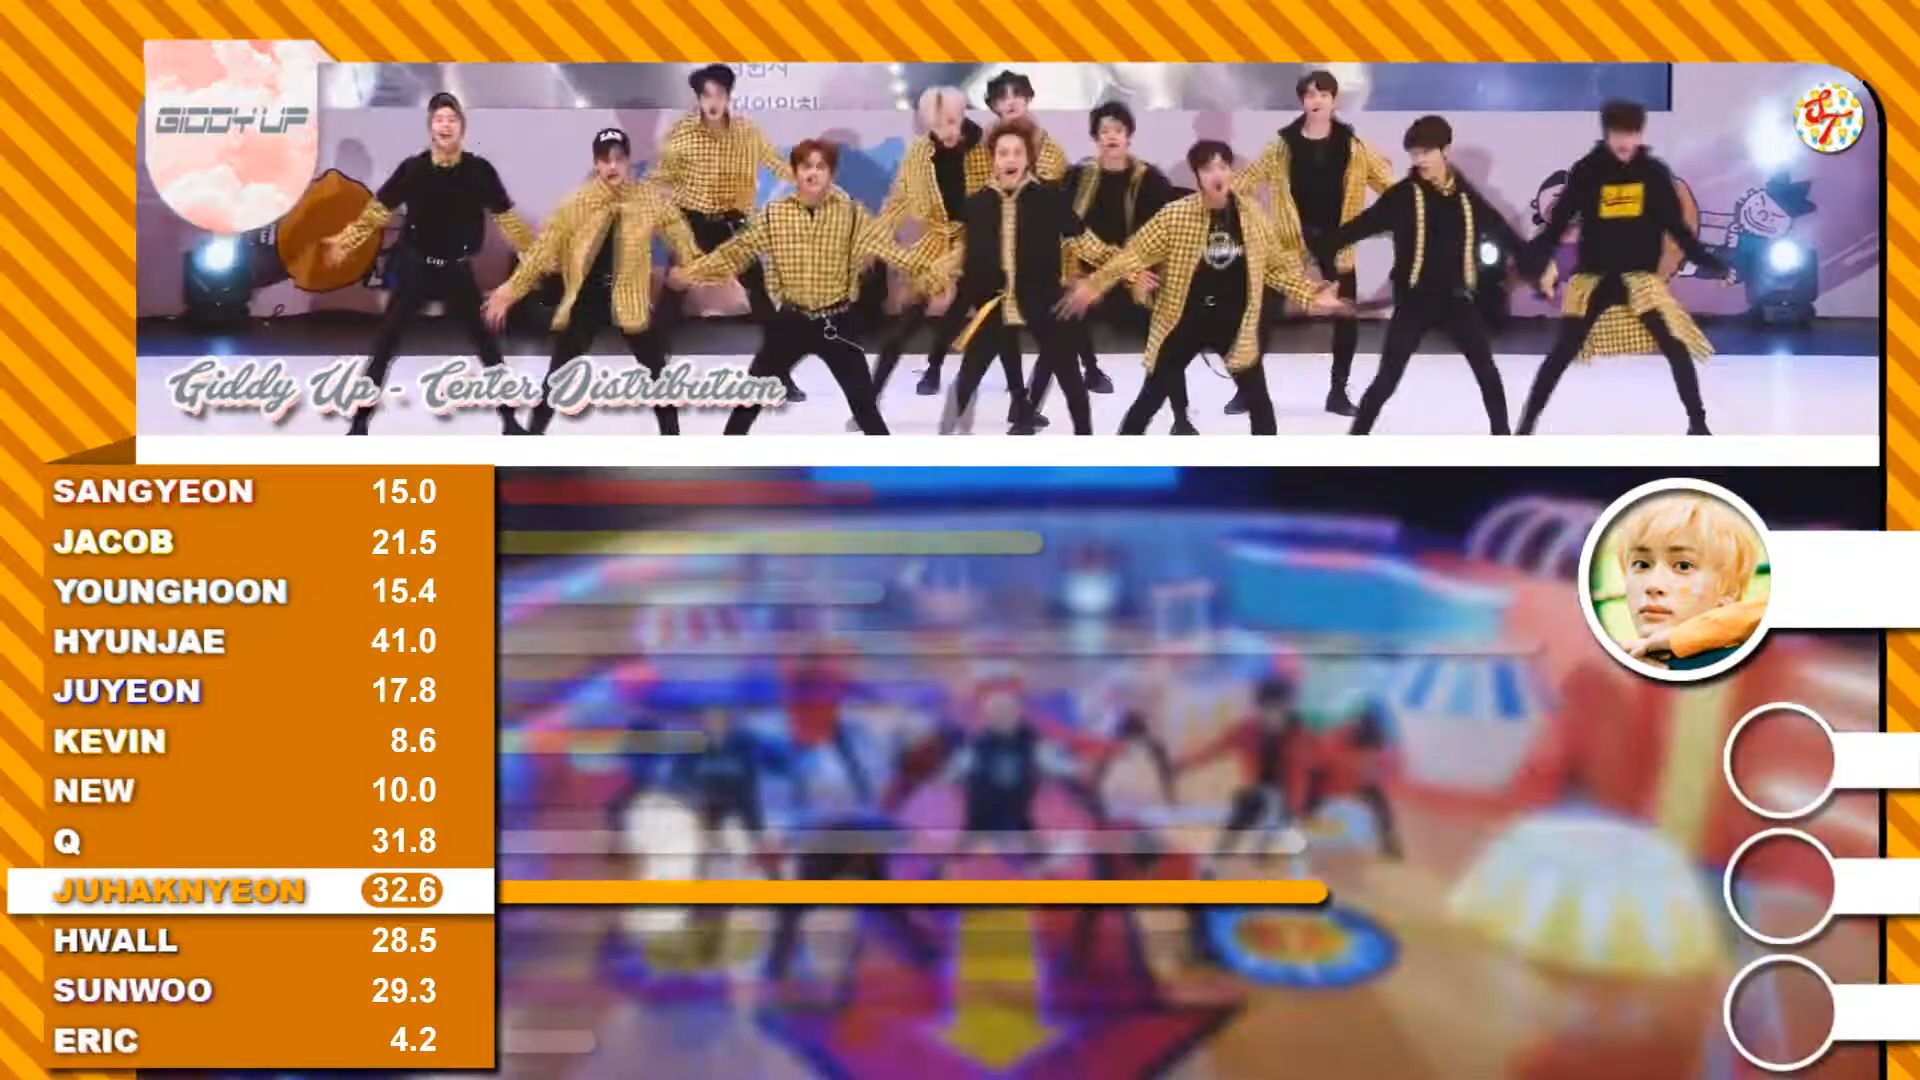 GIDDY UP
ST
Giddy Up - Center Distribution
SANGYEON 15.0
JACOB 21.5
YOUNGHOON 15.4
HYUNJAE 41.0
JUYEON 17.8
KEVIN 8.6
NEW 10.0
Q 31.8
JUHAKNYEON 32.6
HWALL 28.5
SUNWOO 29.3
ERIC 4.2